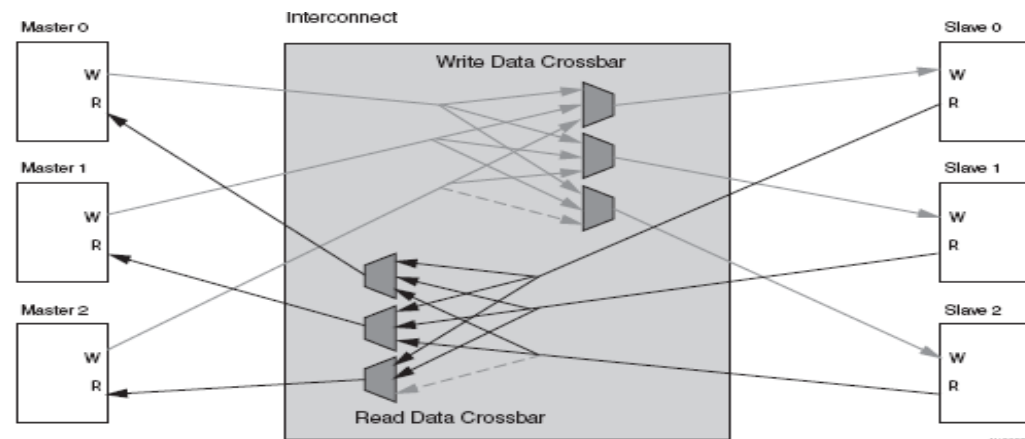 Interconnect
Master 0
Slave 0
Write Data Crossbar
W
R
W
R
Master 1
Slave 1
W
R
W
R
Master 2
Slave 2
W
R
W
R
Read Data Crossbar